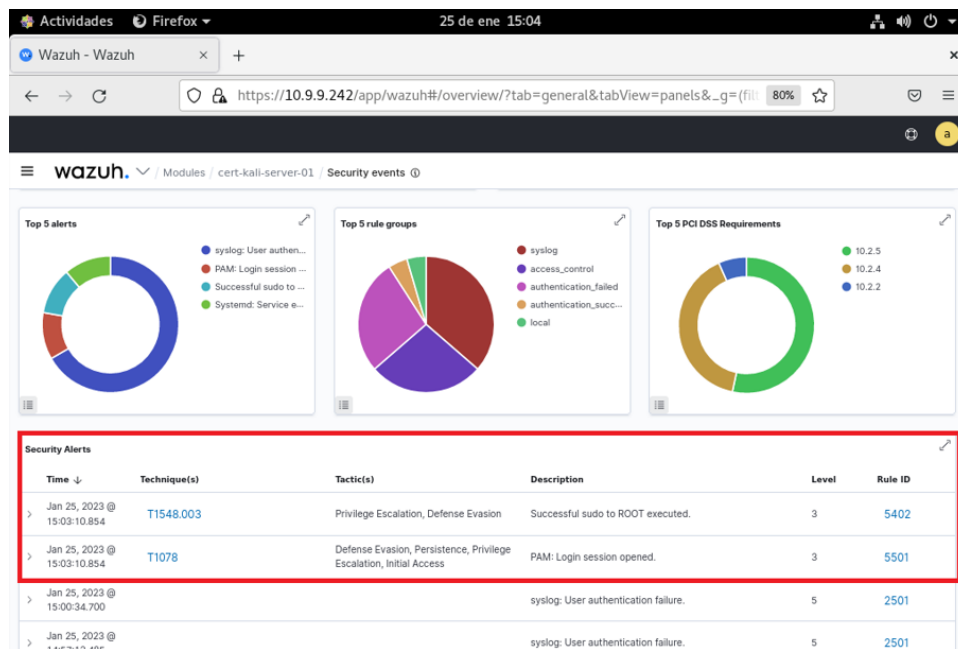 Actividades Firefox 25 de ene 15:04
Wazuh - Wazuh
https://10.9.9.242/app/wazuh#/overview/?tab=general&tabView=panels&_g=(fil 80%
a
wazuh. / Modules / cert-kali-server-01 / Security events
Top 5 alerts
syslog: User authen...
PAM: Login session ...
Successful sudo to ...
Systemd: Service e...
Top 5 rule groups
syslog
access_control
authentication_failed
authentication_succ...
local
Top 5 PCI DSS Requirements
10.2.5
10.2.4
10.2.2
Security Alerts
Time Technique(s) Tactic(s) Description Level Rule ID
Jan 25, 2023 @
15:03:10.854 T1548.003 Privilege Escalation, Defense Evasion Successful sudo to ROOT executed. 3 5402
Jan 25, 2023 @ Defense Evasion, Persistence, Privilege
15:03:10.854 T1078 Escalation, Initial Access PAM: Login session opened. 3 5501
Jan 25, 2023 @
15:00:34.700 syslog: User authentication failure. 5 2501
Jan 25, 2023 @
syslog: User authentication failure. 5 2501